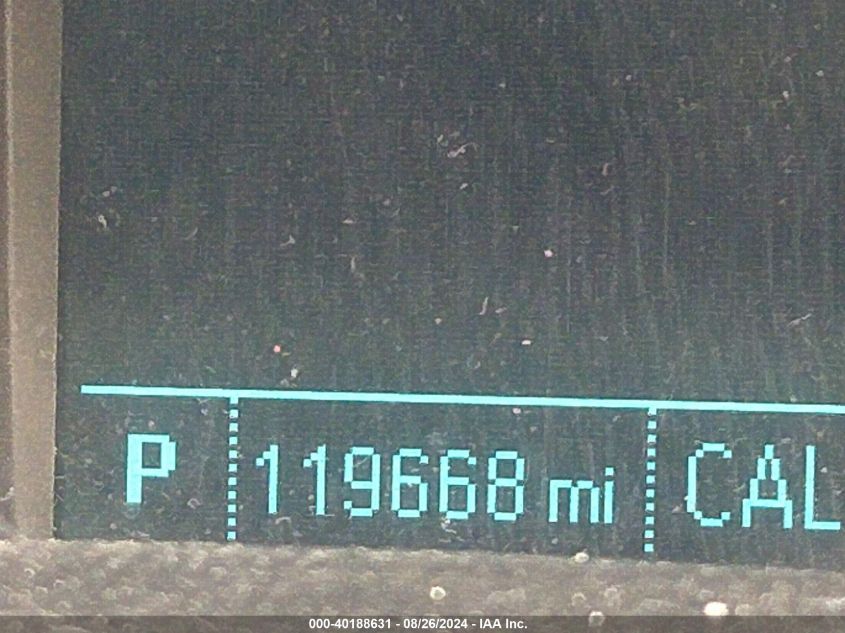 P 119668 mi CAL
000-40188631 - 08/26/2024 - IAA Inc.